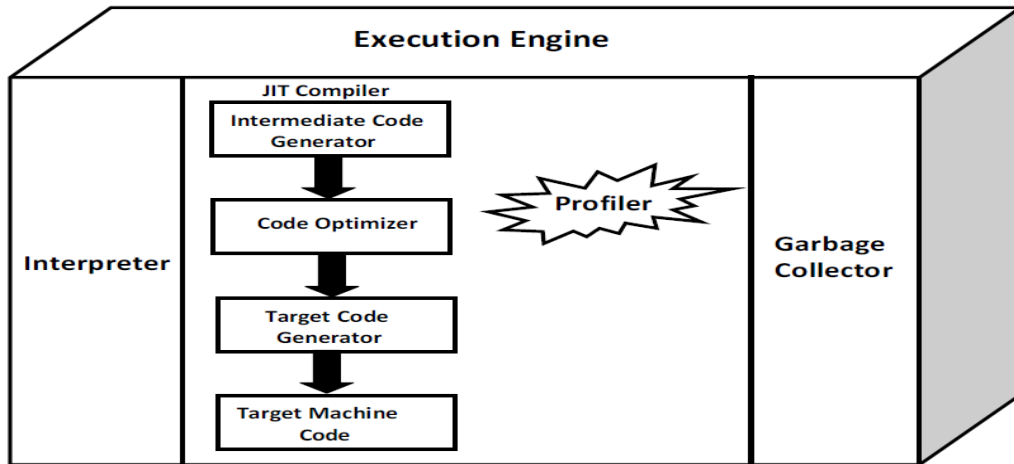 Execution Engine
Interpreter
JIT Compiler
Intermediate Code
Generator
Code Optimizer
Target Code
Generator
Target Machine
Code
Profiler
Garbage
Collector